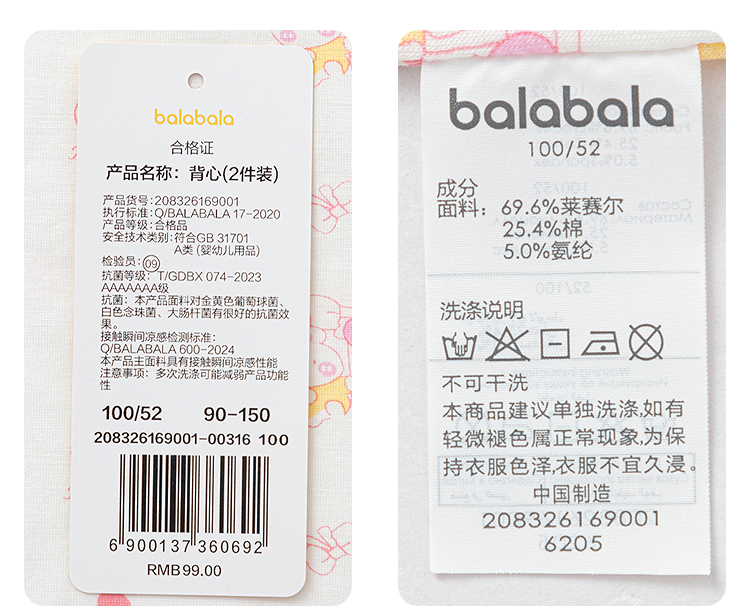 balabala
合格证
产品名称：背心(2件装)
产品货号:208326169001
执行标准: Q/BALABALA 17-2020
产品等级: 合格品
安全技术类别:符合GB 31701
A类 (婴幼儿用品)
检验员: 09
抗菌等级：T/GDBX 074-2023
AAAAAAA级
抗菌：本产品面料对金黄色葡萄球菌、
白色念珠菌、大肠杆菌有很好的抗菌效
果。
接触瞬间凉感检测标准:
Q/BALABALA 600-2024
本产品主面料具有接触瞬间凉感性能
注意事项：多次洗涤可能减弱产品功能
性
100/52 90-150
208326169001-00316 100
6 900137 360692
RMB99.00
balabala
100/52
成分
面料：69.6%莱赛尔
25.4%棉
5.0%氨纶
洗涤说明
不可干洗
本商品建议单独洗涤,如有
轻微褪色属正常现象,为保
持衣服色泽,衣服不宜久浸。
中国制造
208326169001
6205